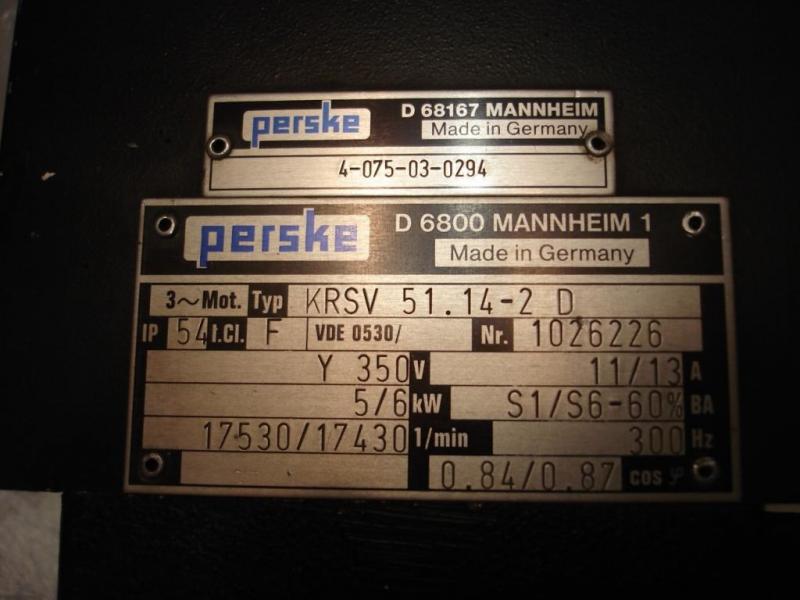 perske D 68167 MANNHEIM
Made in Germany
4-075-03-0294
perske D 6800 MANNHEIM 1
Made in Germany
3~Mot. Typ KRSV 51.14-2 D
IP 54 I.Cl. F VDE 0530/ Nr. 1026226
Y 350 V 11/13 A
5/6 kW S1/S6-60% BA
17530/17430 1/min 300 Hz
0.84/0.87 cos φ